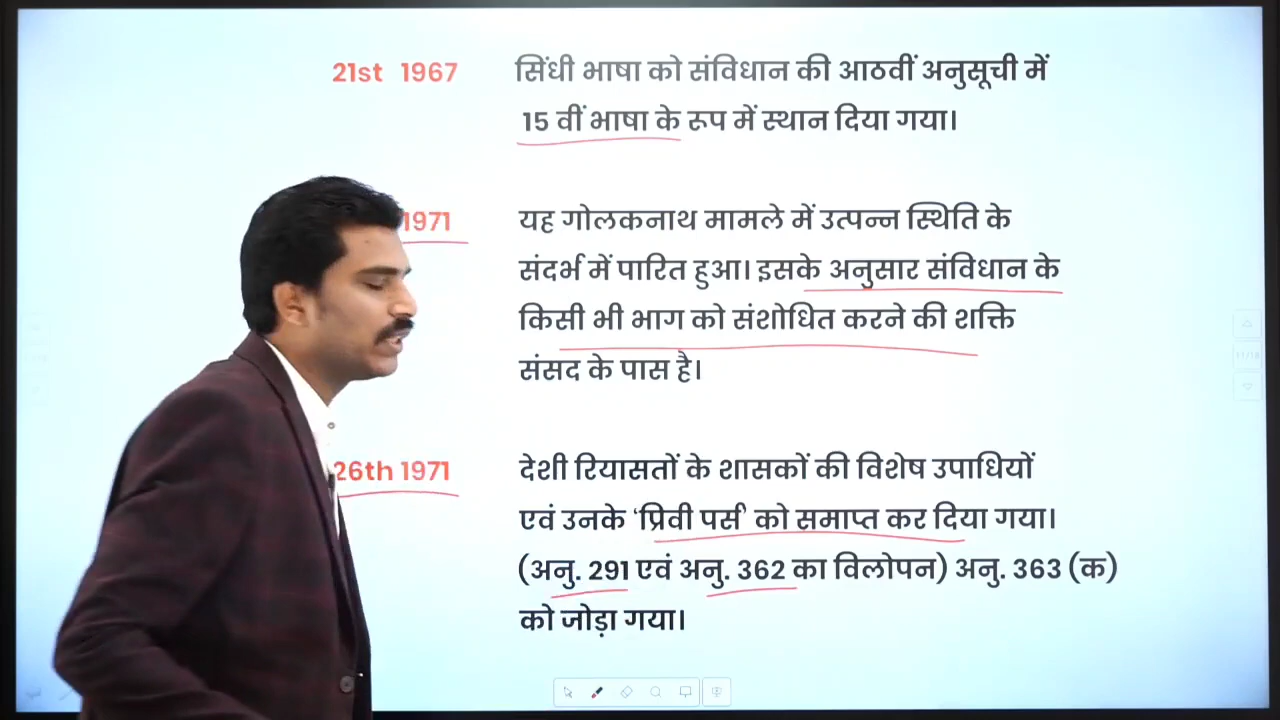 21st 1967 सिंधी भाषा को संविधान की आठवीं अनुसूची में
15 वीं भाषा के रूप में स्थान दिया गया।
1971 यह गोलकनाथ मामले में उत्पन्न स्थिति के
संदर्भ में पारित हुआ। इसके अनुसार संविधान के
किसी भी भाग को संशोधित करने की शक्ति
संसद के पास है।
26th 1971 देशी रियासतों के शासकों की विशेष उपाधियों
एवं उनके ‘प्रिवी पर्स’ को समाप्त कर दिया गया।
(अनु. 291 एवं अनु. 362 का विलोपन) अनु. 363 (क)
को जोड़ा गया।
11/18